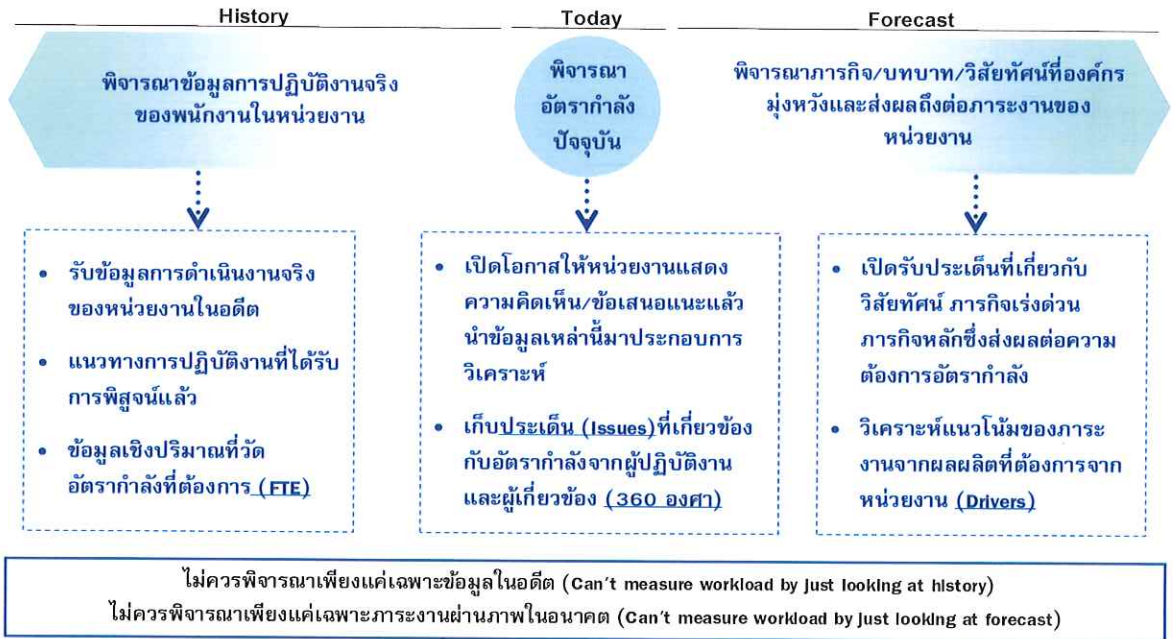 History
Today
Forecast
พิจารณาข้อมูลการปฏิบัติงานจริง
ของพนักงานในหน่วยงาน
พิจารณา
อัตรากำลัง
ปัจจุบัน
พิจารณาภารกิจ/บทบาท/วิสัยทัศน์ที่องค์กร
มุ่งหวังและส่งผลถึงต่อภาระงานของ
หน่วยงาน
• รับข้อมูลการดำเนินงานจริง
ของหน่วยงานในอดีต
• แนวทางการปฏิบัติงานที่ได้รับ
การพิสูจน์แล้ว
• ข้อมูลเชิงปริมาณที่วัด
อัตรากำลังที่ต้องการ (FTE)
• เปิดโอกาสให้หน่วยงานแสดง
ความคิดเห็น/ข้อเสนอแนะแล้ว
นำข้อมูลเหล่านี้มาประกอบการ
วิเคราะห์
• เก็บประเด็น (Issues)ที่เกี่ยวข้อง
กับอัตรากำลังจากผู้ปฏิบัติงาน
และผู้เกี่ยวข้อง (360 องศา)
• เปิดรับประเด็นที่เกี่ยวกับ
วิสัยทัศน์ ภารกิจเร่งด่วน
ภารกิจหลักซึ่งส่งผลต่อความ
ต้องการอัตรากำลัง
• วิเคราะห์แนวโน้มของภาระ
งานจากผลผลิตที่ต้องการจาก
หน่วยงาน (Drivers)
ไม่ควรพิจารณาเพียงแค่เฉพาะข้อมูลในอดีต (Can't measure workload by just looking at history)
ไม่ควรพิจารณาเพียงแค่เฉพาะภาระงานผ่านภาพในอนาคต (Can't measure workload by just looking at forecast)